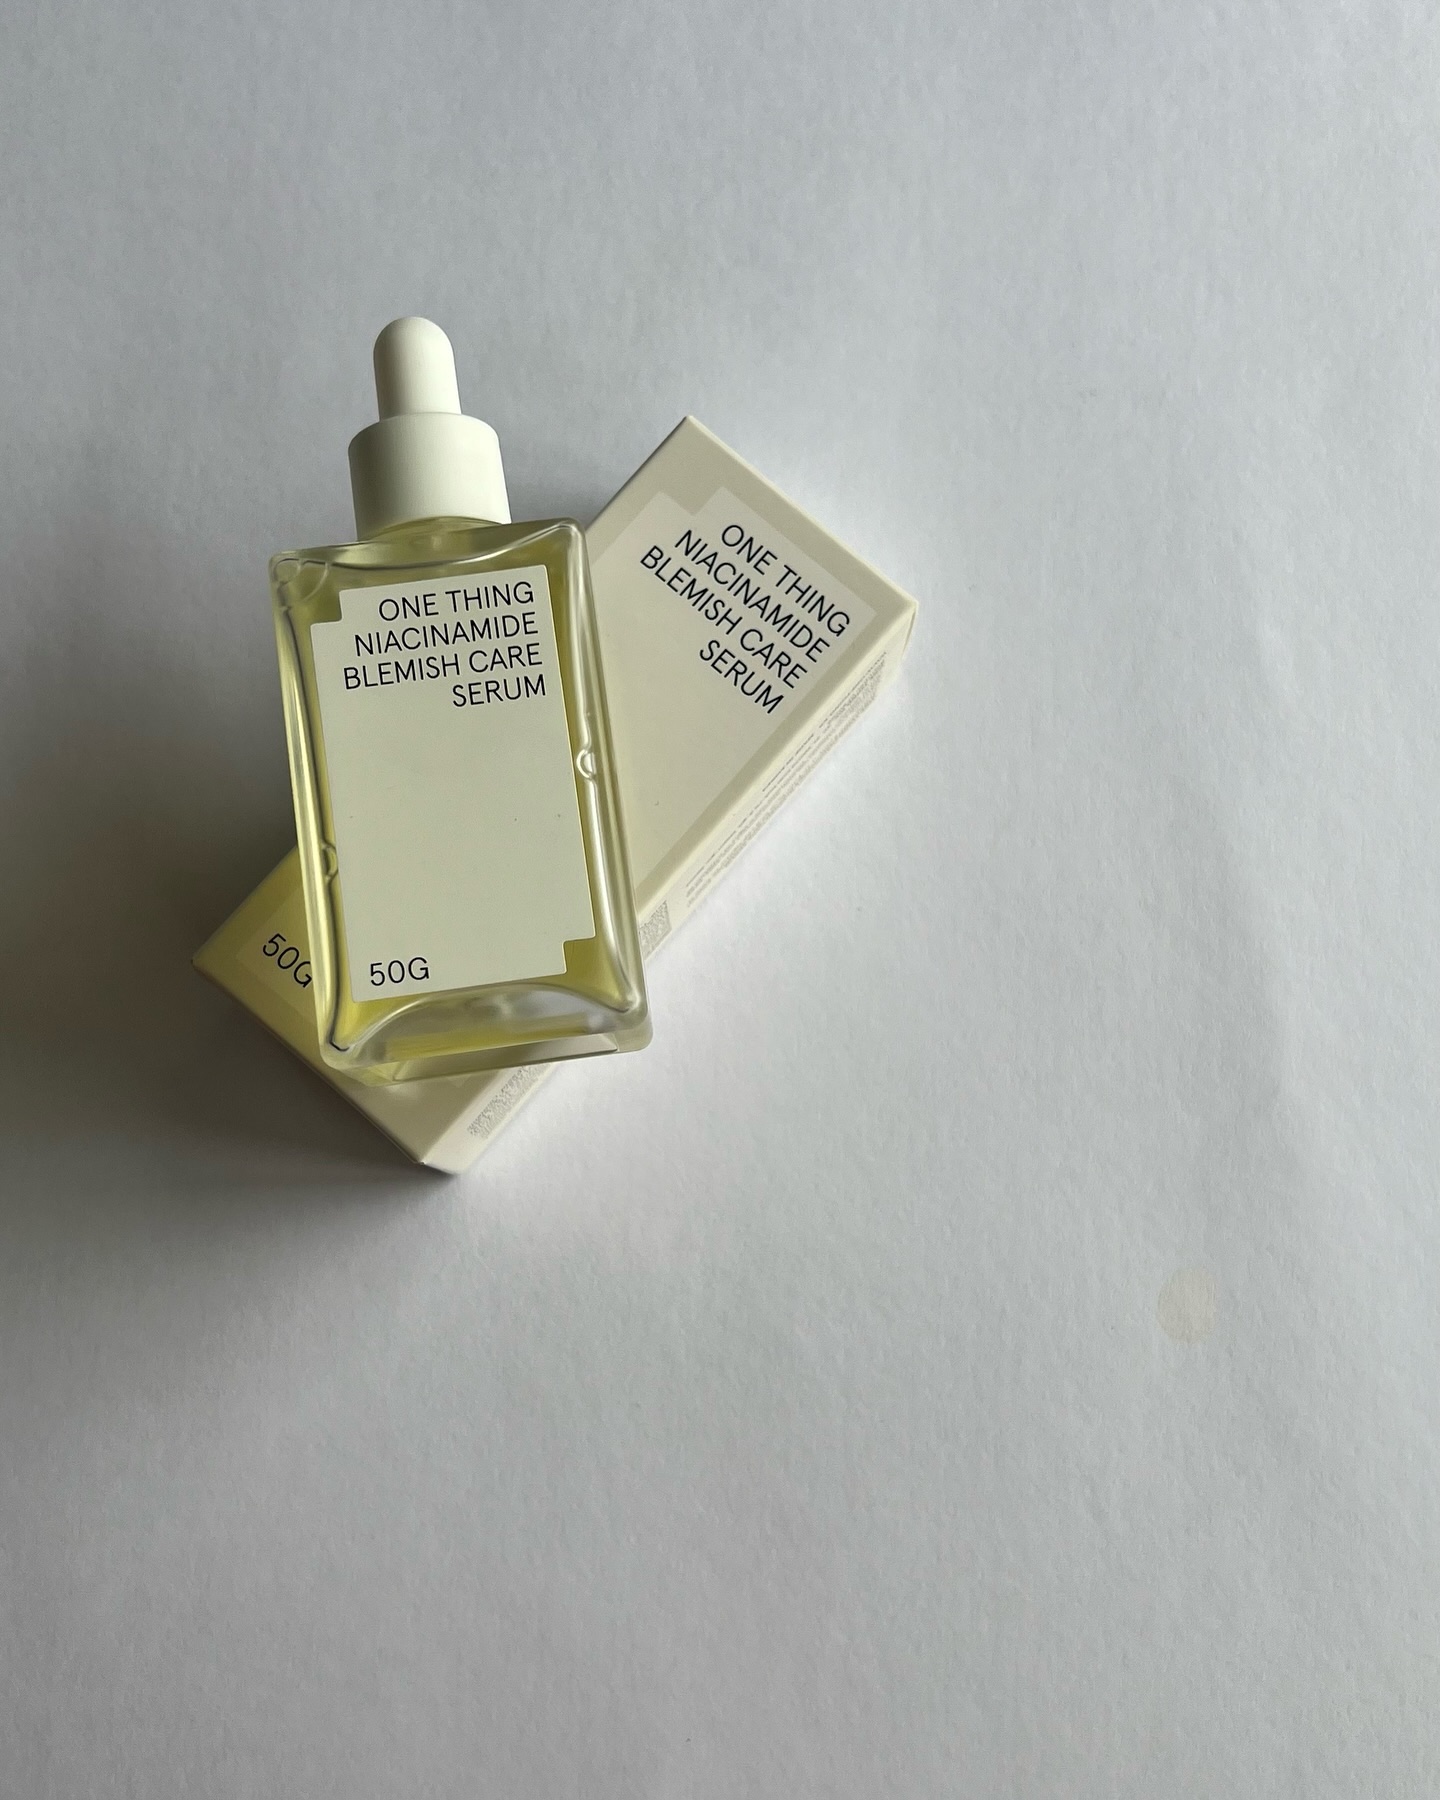 ONE THING
NIACINAMIDE
BLEMISH CARE
SERUM
50G
ONE THING
NIACINAMIDE
BLEMISH CARE
SERUM
50G